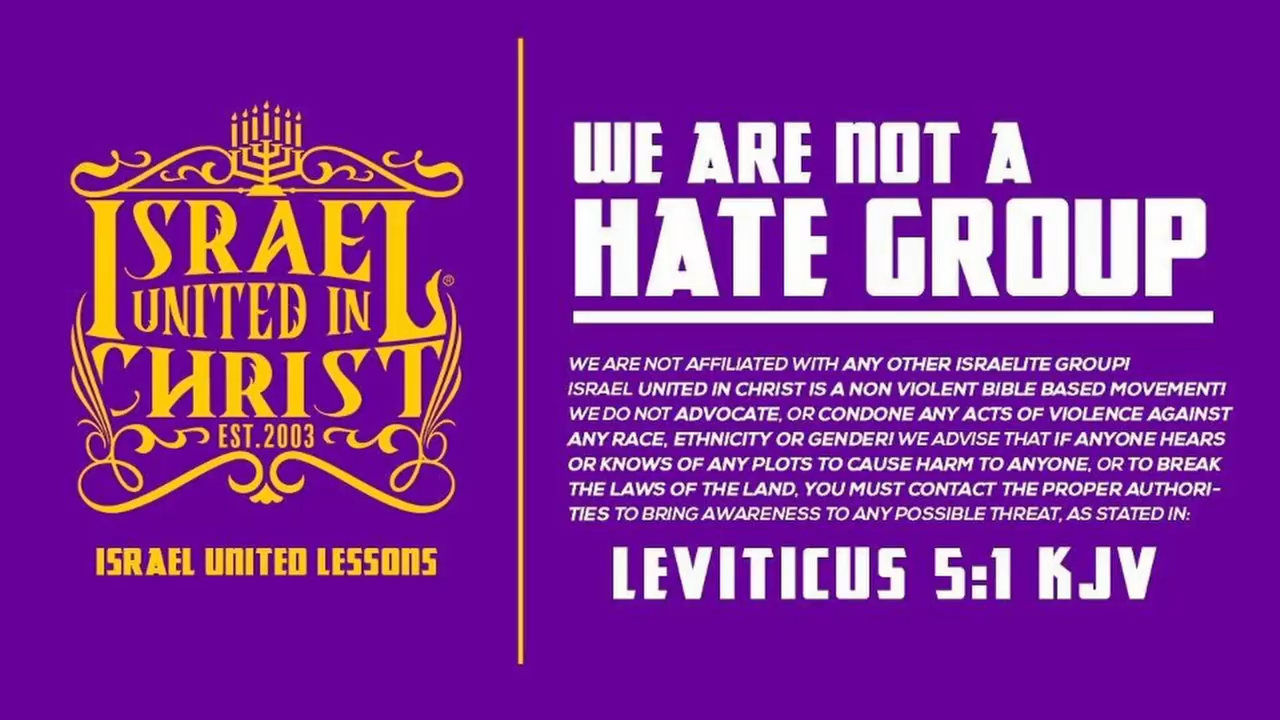 ISRAEL
UNITED IN
CHRIST
EST. 2003
ISRAEL UNITED LESSONS
WE ARE NOT A
HATE GROUP
WE ARE NOT AFFILIATED WITH ANY OTHER ISRAELITE GROUP!
ISRAEL UNITED IN CHRIST IS A NON VIOLENT BIBLE BASED MOVEMENT!
WE DO NOT ADVOCATE, OR CONDONE ANY ACTS OF VIOLENCE AGAINST
ANY RACE, ETHNICITY OR GENDER! WE ADVISE THAT IF ANYONE HEARS
OR KNOWS OF ANY PLOTS TO CAUSE HARM TO ANYONE, OR TO BREAK
THE LAWS OF THE LAND, YOU MUST CONTACT THE PROPER AUTHORI-
TIES TO BRING AWARENESS TO ANY POSSIBLE THREAT, AS STATED IN:
LEVITICUS 5:1 KJV